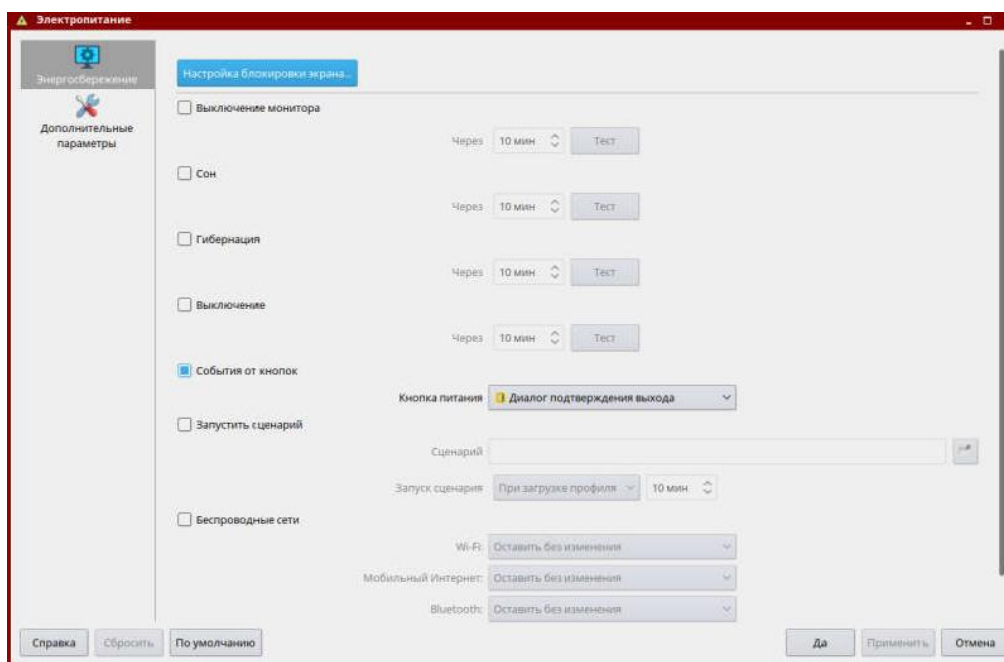 Электропитание
Энергосбережение
Дополнительные
параметры
Настройка блокировки экрана...
Выключение монитора
Через 10 мин Тест
Сон
Через 10 мин Тест
Гибернация
Через 10 мин Тест
Выключение
Через 10 мин Тест
События от кнопок
Кнопка питания Диалог подтверждения выхода
Запустить сценарий
Сценарий
Запуск сценария При загрузке профиля 10 мин
Беспроводные сети
Wi-Fi: Оставить без изменения
Мобильный Интернет: Оставить без изменения
Bluetooth: Оставить без изменения
Справка Сбросить По умолчанию Да Применить Отмена